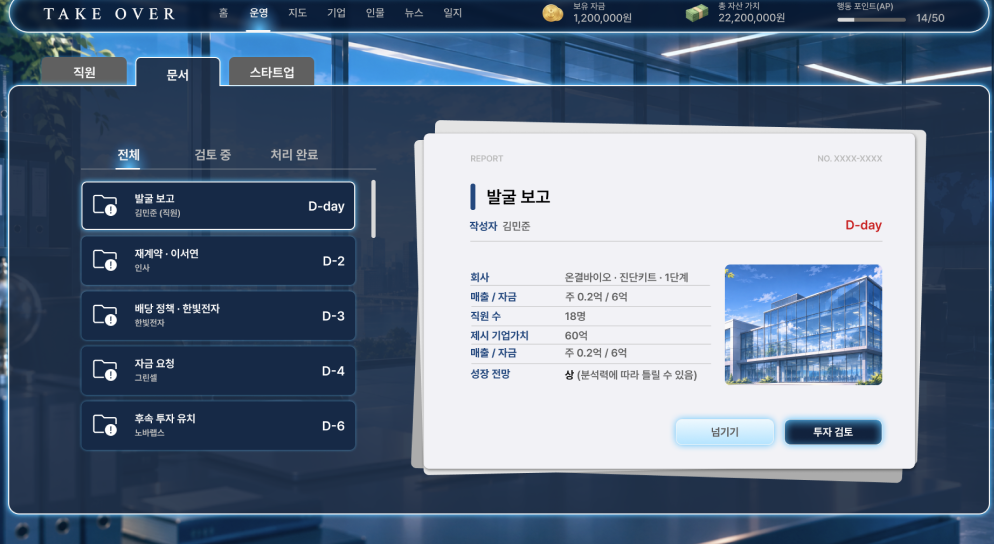 TAKE OVER
홈 운영 지도 기업 인물 뉴스 일지
보유 자금
1,200,000원
총 자산 가치
22,200,000원
행동 포인트(AP)
14/50
직원 문서 스타트업
전체 검토 중 처리 완료
발굴 보고
김민준 (직원)
D-day
재계약 · 이서연
인사
D-2
배당 정책 · 한빛전자
한빛전자
D-3
자금 요청
그린셀
D-4
후속 투자 유치
노바랩스
D-6
REPORT
NO. XXXX-XXXX
발굴 보고
작성자 김민준
D-day
회사 온결바이오 · 진단키트 · 1단계
매출 / 자금 주 0.2억 / 6억
직원 수 18명
제시 기업가치 60억
매출 / 자금 주 0.2억 / 6억
성장 전망 상 (분석력에 따라 틀릴 수 있음)
넘기기 투자 검토